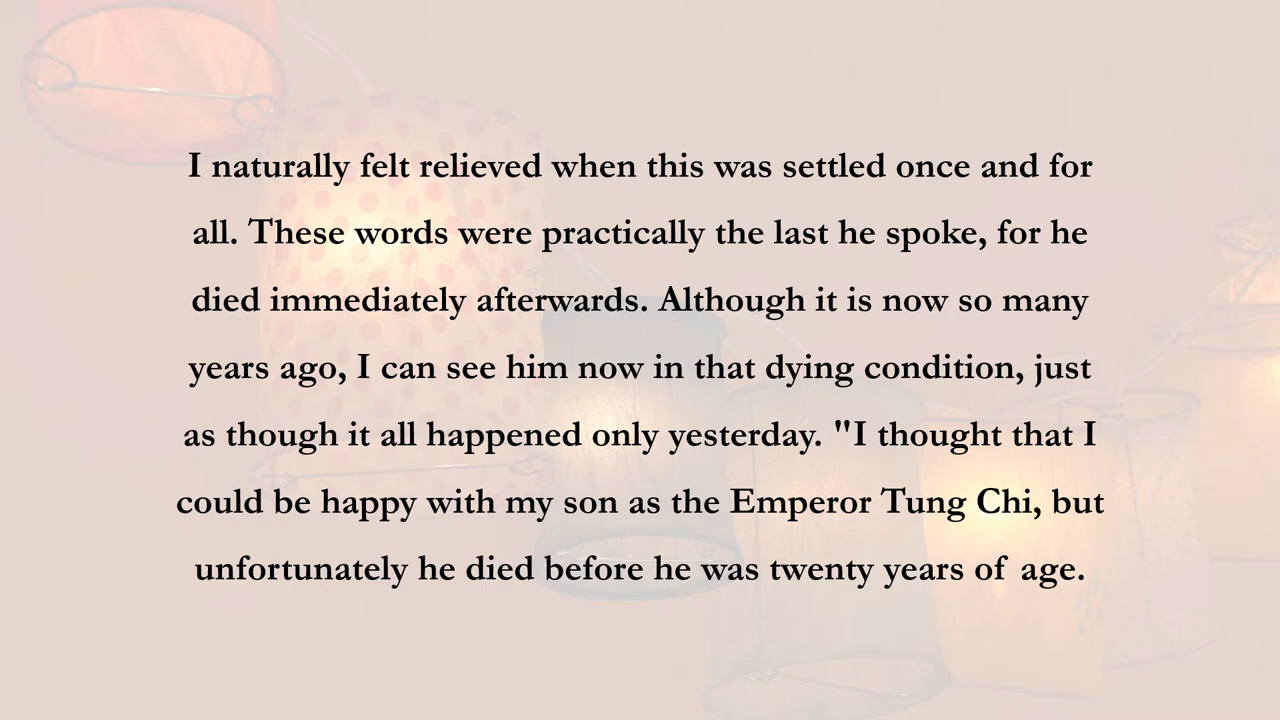 I naturally felt relieved when this was settled once and for
all. These words were practically the last he spoke, for he
died immediately afterwards. Although it is now so many
years ago, I can see him now in that dying condition, just
as though it all happened only yesterday. "I thought that I
could be happy with my son as the Emperor Tung Chi, but
unfortunately he died before he was twenty years of age.